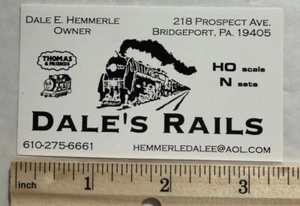 DALE E. HEMMERLE
OWNER
218 PROSPECT AVE.
BRIDGEPORT, PA. 19405
THOMAS
& FRIENDS
HO scale
N sets
DALE'S RAILS
610-275-6661
HEMMERLEDALEE@AOL.COM
inch 1 2 3